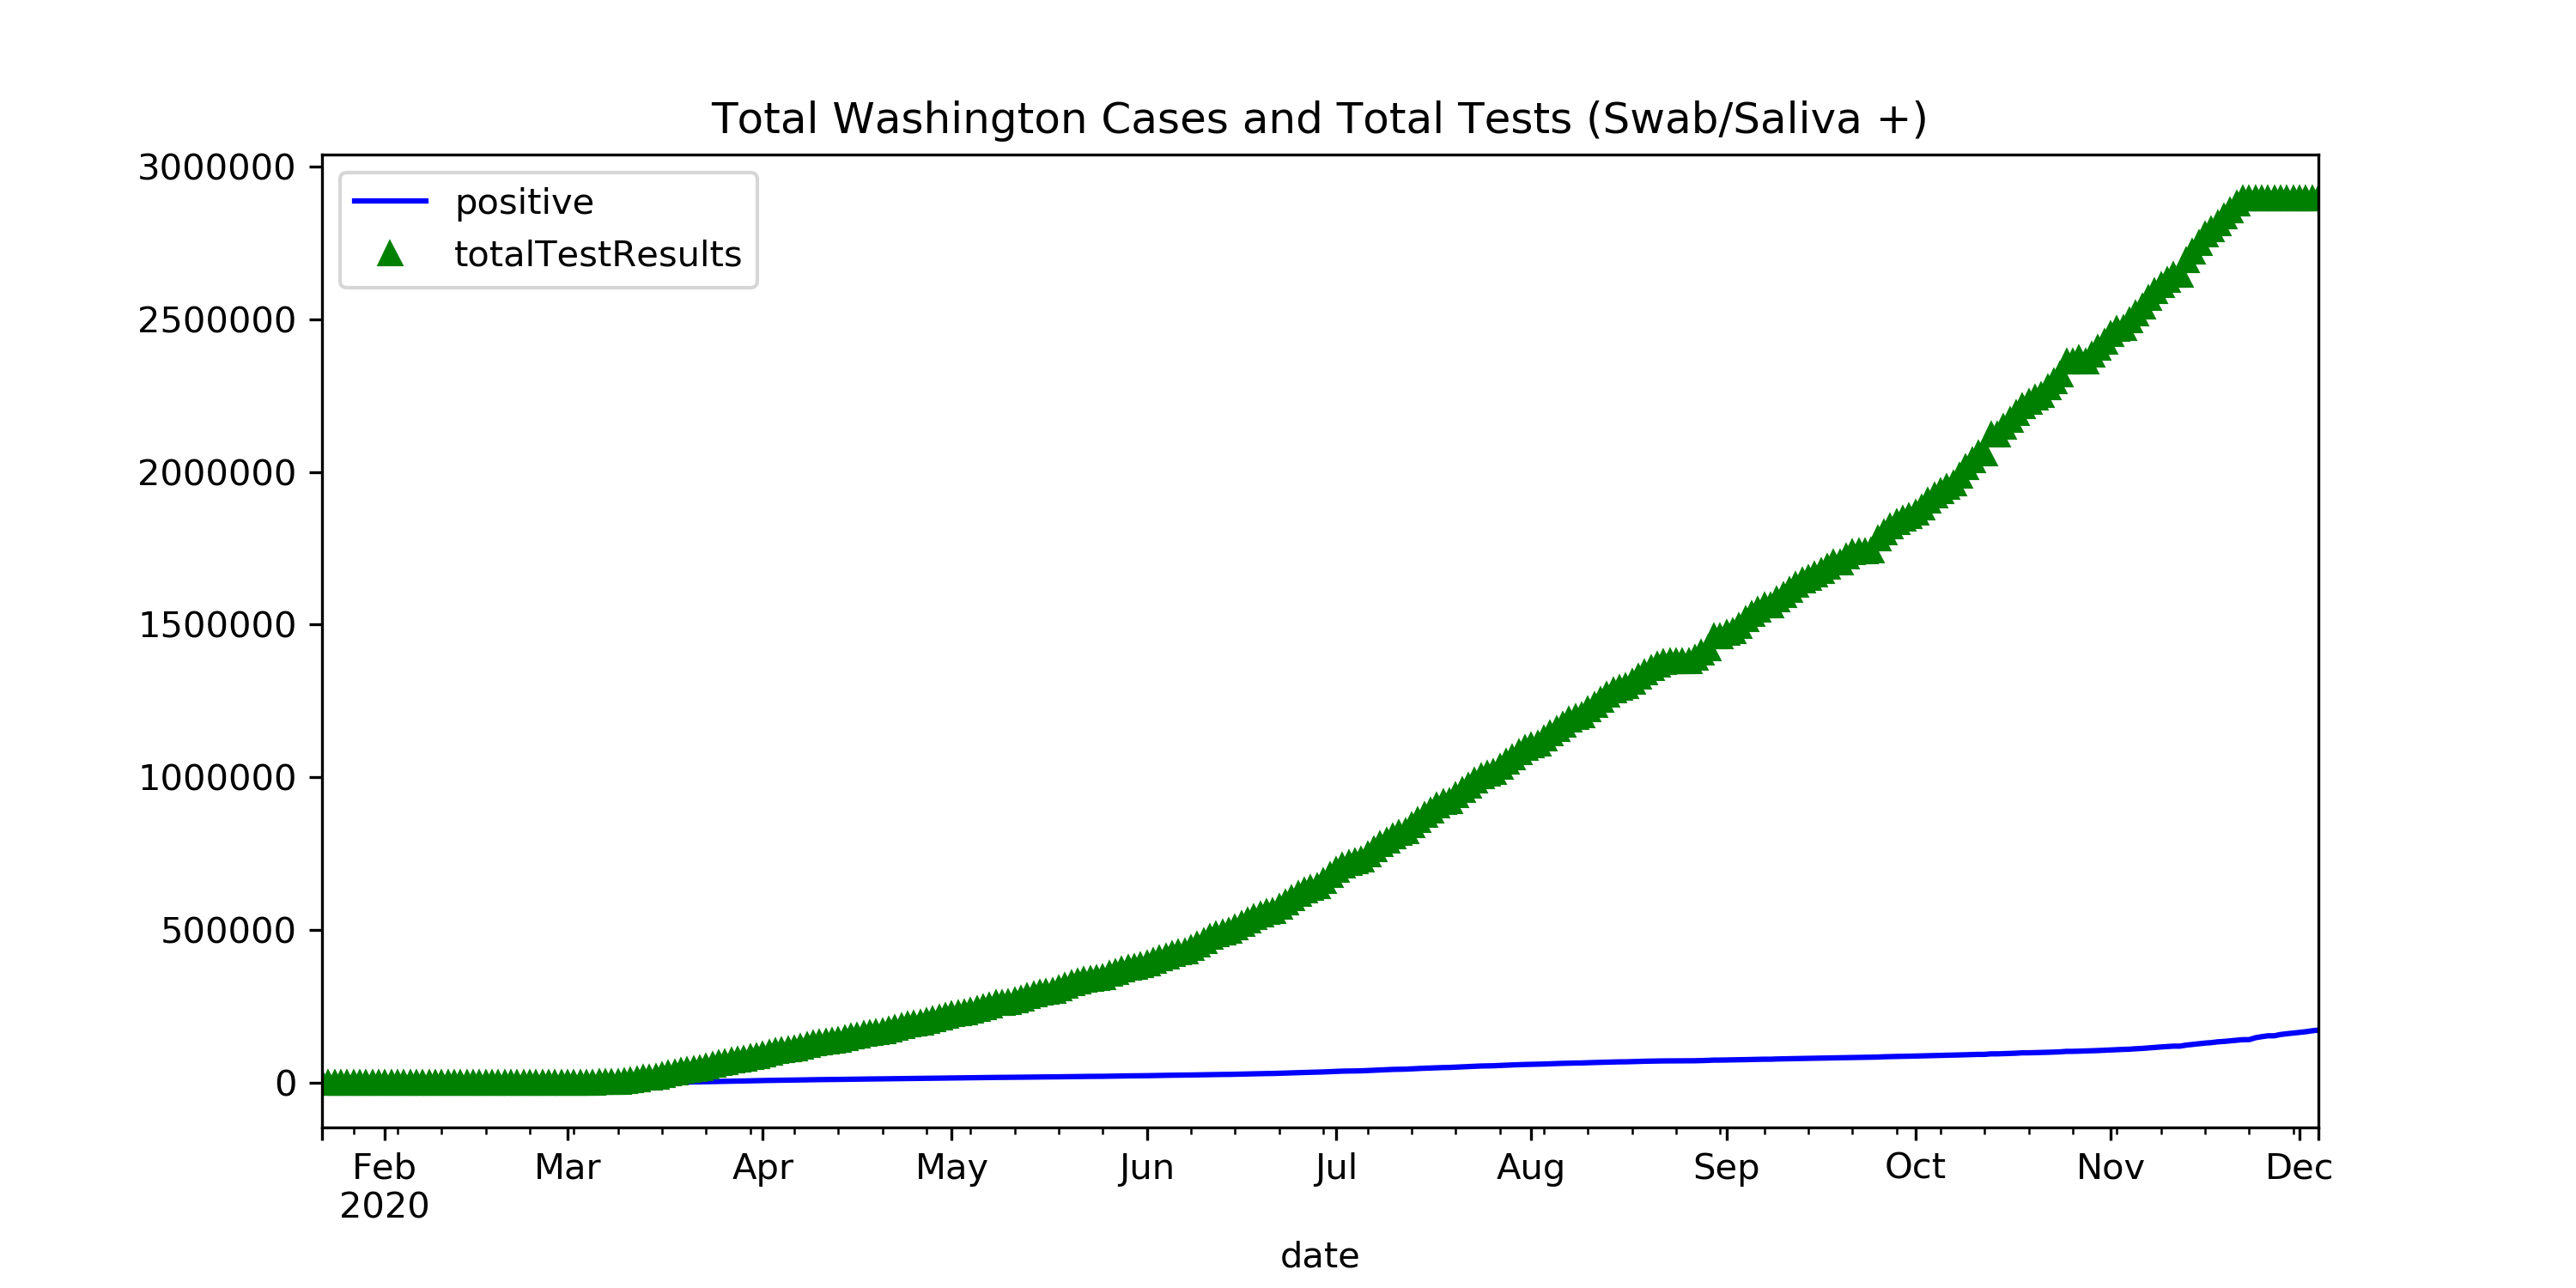 Total Washington Cases and Total Tests (Swab/Saliva +)
3000000
2500000
2000000
1500000
1000000
500000
0
positive
totalTestResults
Feb Mar Apr May Jun Jul Aug Sep Oct Nov Dec
2020
date